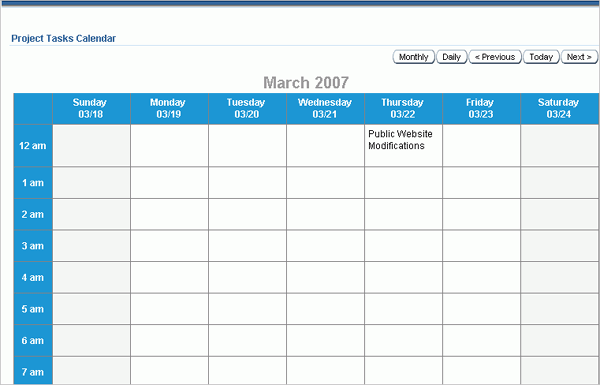 Project Tasks Calendar
Monthly Daily < Previous Today Next >
March 2007
Sunday Monday Tuesday Wednesday Thursday Friday Saturday
03/18 03/19 03/20 03/21 03/22 03/23 03/24
12 am
Public Website
Modifications
1 am
2 am
3 am
4 am
5 am
6 am
7 am